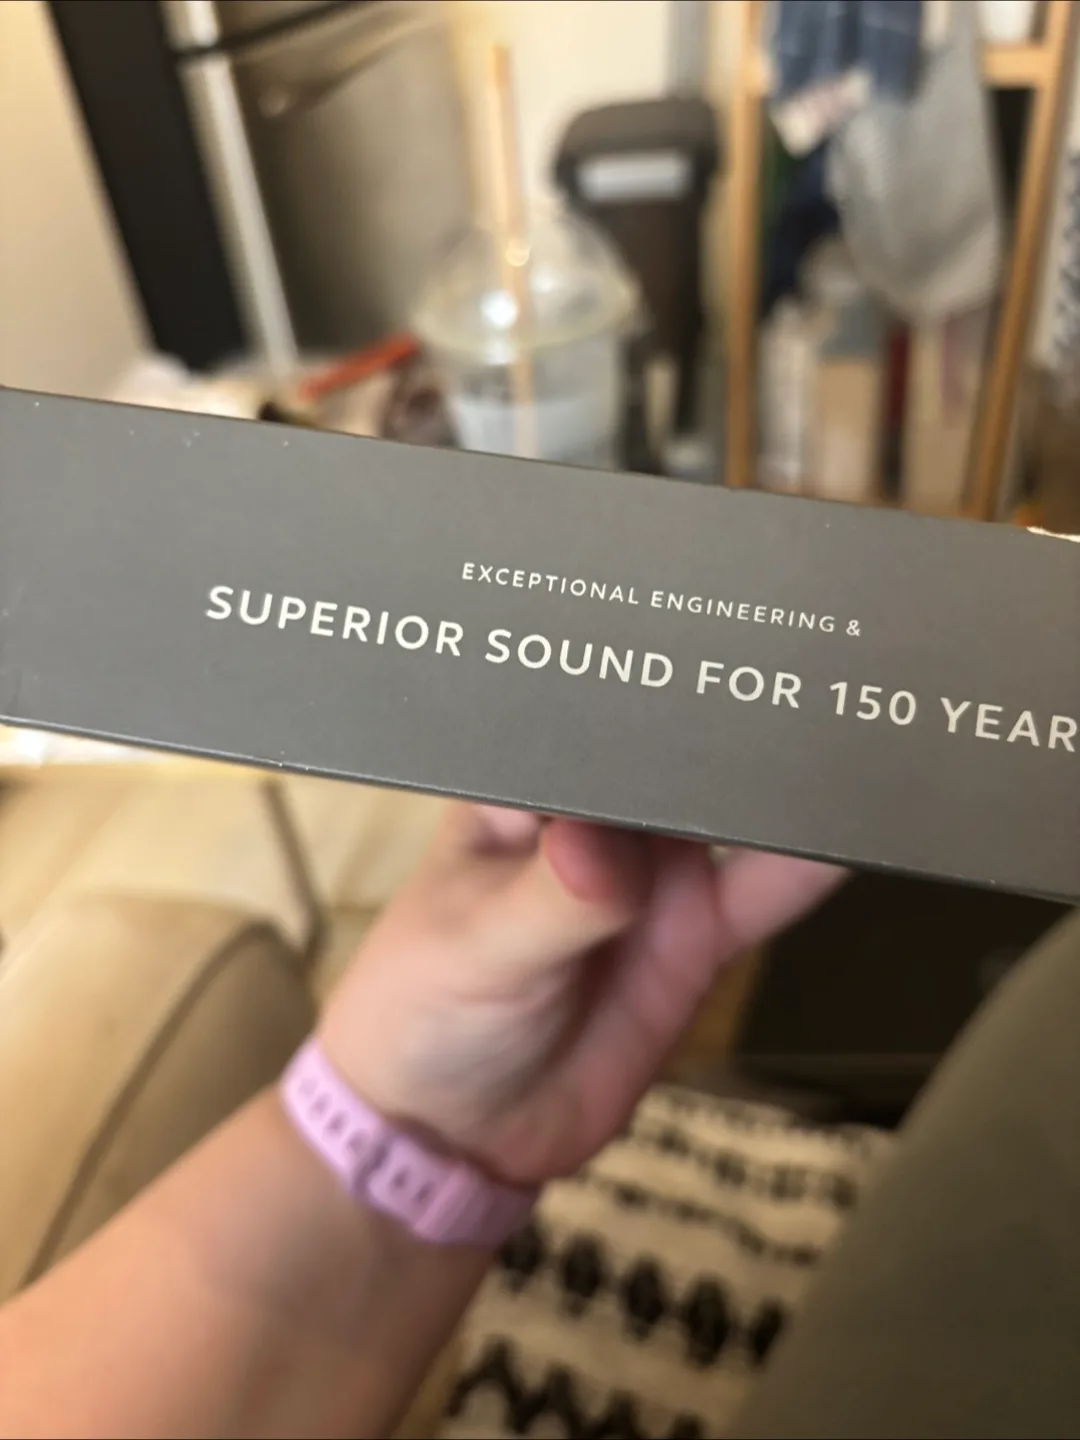 EXCEPTIONAL ENGINEERING &
SUPERIOR SOUND FOR 150 YEAR